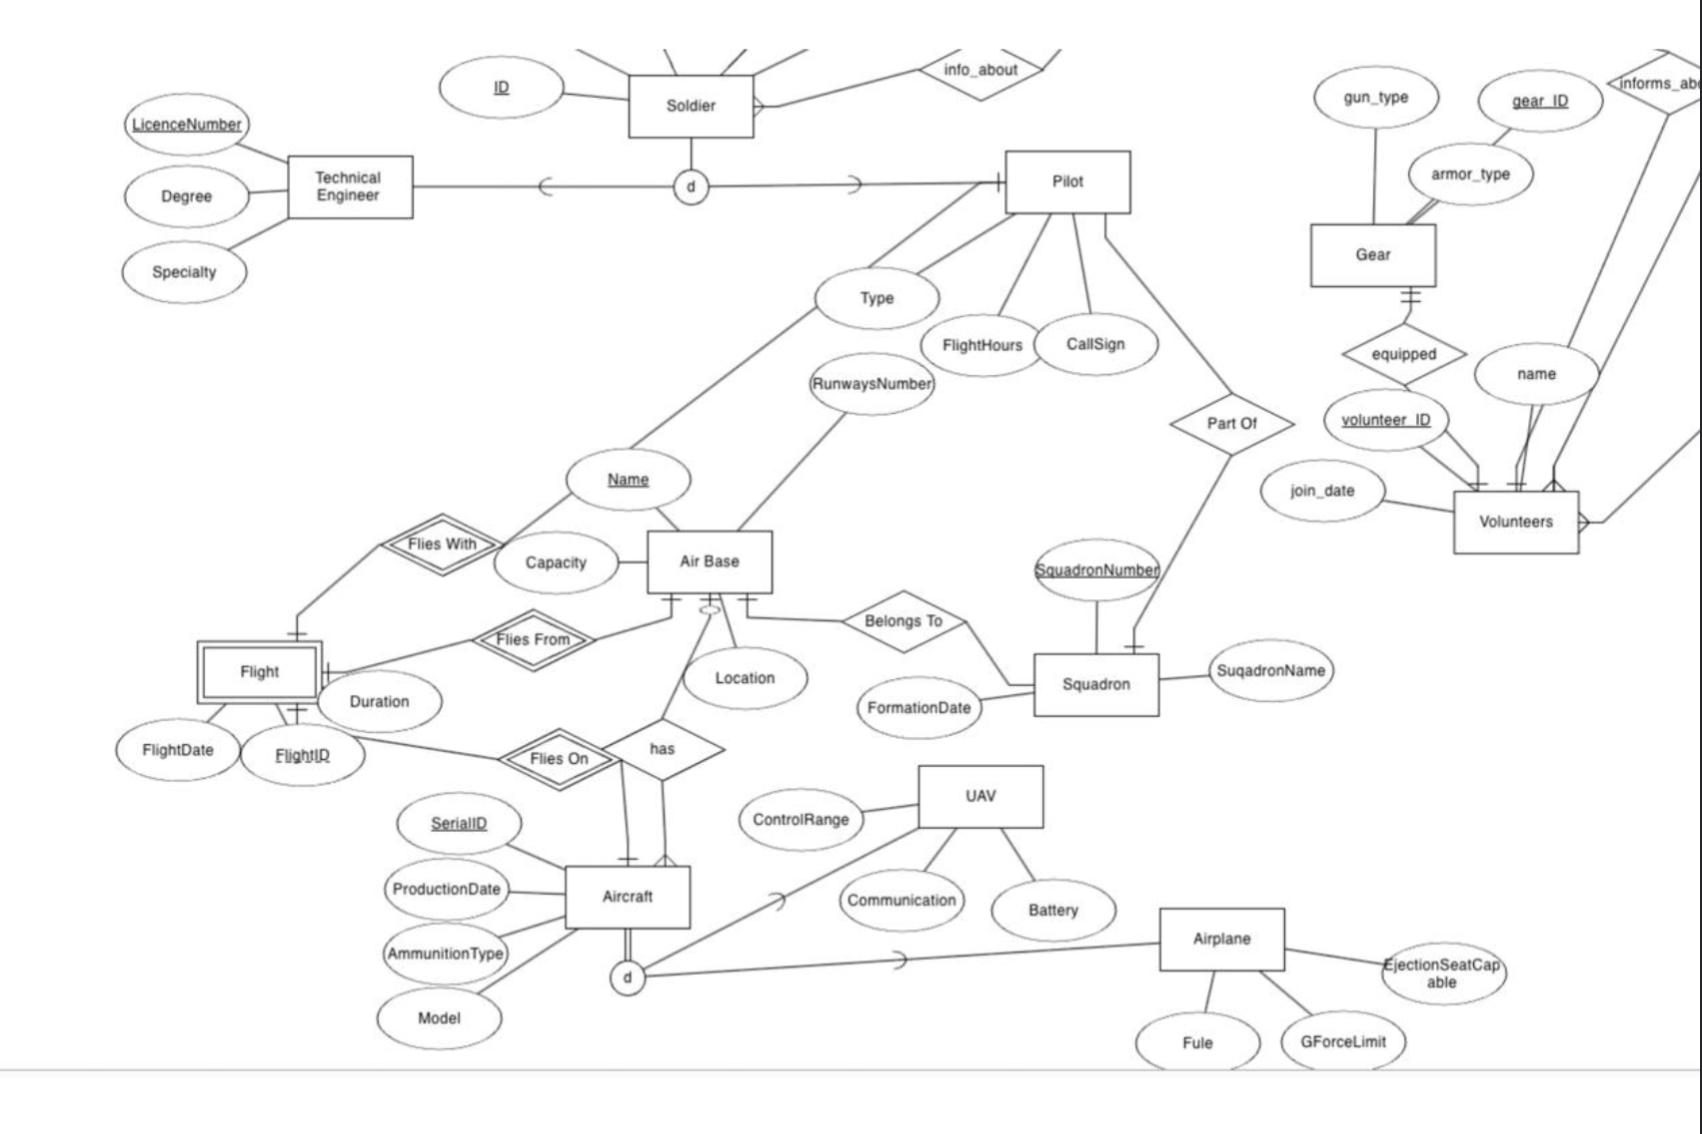 info_about
ID
Soldier
informs_abo
gun_type
gear_ID
LicenceNumber
Technical
Engineer
d
Pilot
armor_type
Degree
Gear
Specialty
Type
FlightHours
CallSign
equipped
RunwaysNumber
name
Part Of
volunteer_ID
Name
join_date
Volunteers
Flies With
Capacity
Air Base
SquadronNumber
Belongs To
Flies From
Flight
Location
Squadron
SuqadronName
Duration
FormationDate
FlightDate
FlightID
Flies On
has
UAV
SerialID
ControlRange
ProductionDate
Aircraft
Communication
Battery
AmmunitionType
Airplane
EjectionSeatCap
able
d
Model
Fule
GForceLimit